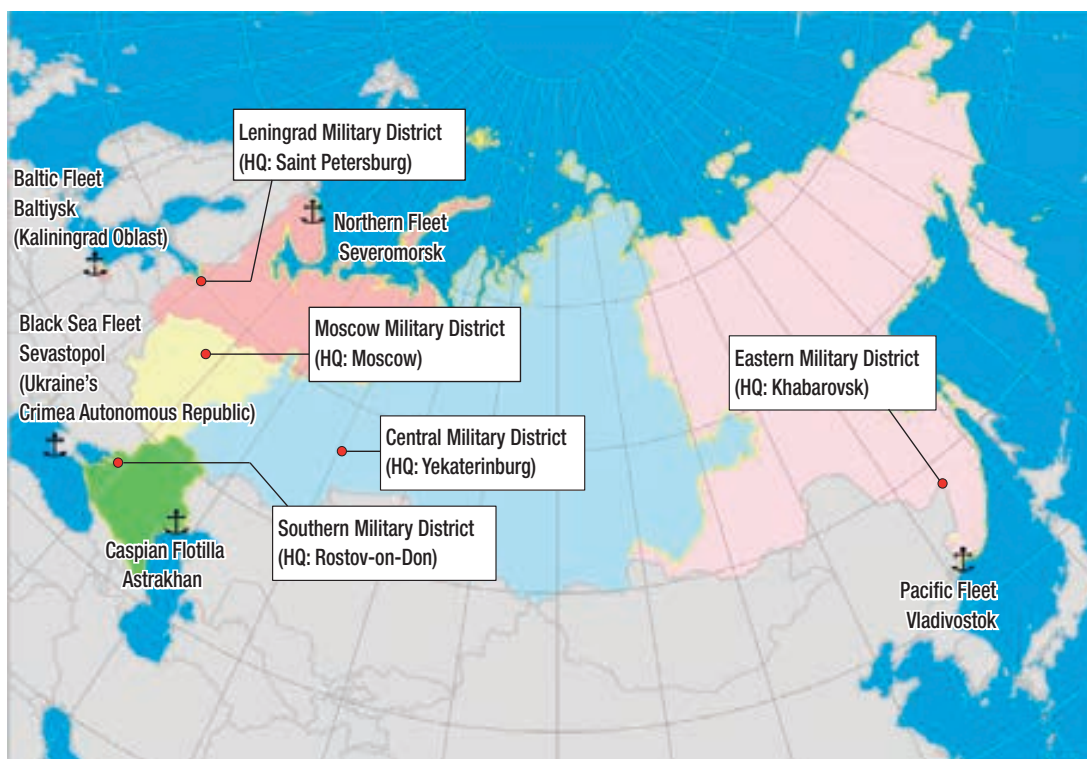 Leningrad Military District
(HQ: Saint Petersburg)
Baltic Fleet
Baltiysk
(Kaliningrad Oblast)
Northern Fleet
Severomorsk
Black Sea Fleet
Sevastopol
(Ukraine's
Crimea Autonomous Republic)
Moscow Military District
(HQ: Moscow)
Eastern Military District
(HQ: Khabarovsk)
Central Military District
(HQ: Yekaterinburg)
Southern Military District
(HQ: Rostov-on-Don)
Caspian Flotilla
Astrakhan
Pacific Fleet
Vladivostok